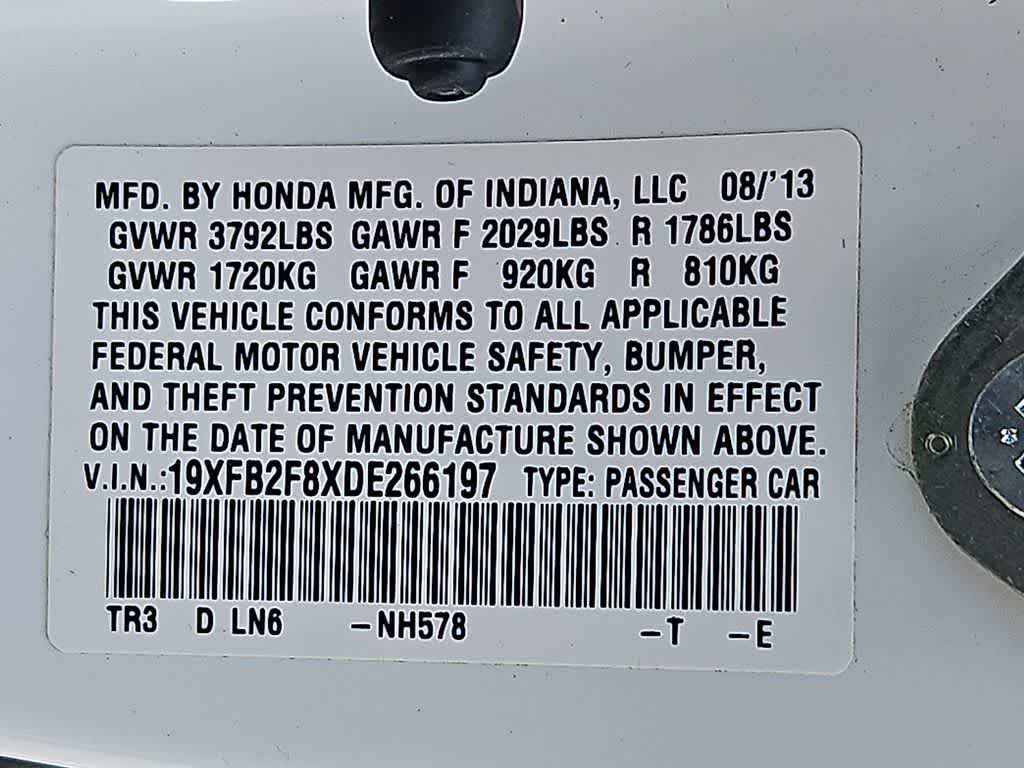 MFD. BY HONDA MFG. OF INDIANA, LLC 08/'13
GVWR 3792LBS GAWR F 2029LBS R 1786LBS
GVWR 1720KG GAWR F 920KG R 810KG
THIS VEHICLE CONFORMS TO ALL APPLICABLE
FEDERAL MOTOR VEHICLE SAFETY, BUMPER,
AND THEFT PREVENTION STANDARDS IN EFFECT
ON THE DATE OF MANUFACTURE SHOWN ABOVE.
V.I.N.:19XFB2F8XDE266197 TYPE: PASSENGER CAR
TR3 D LN6 -NH578 -T -E